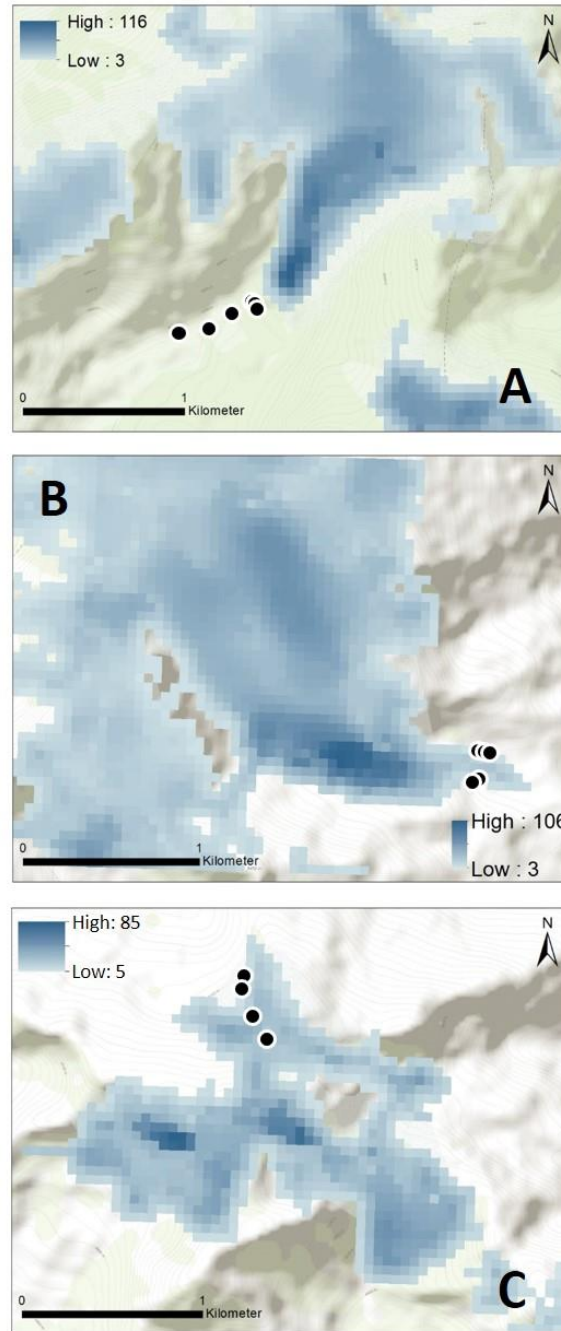 High : 116
Low : 3
N
A
0 1
Kilometer
B
N
0 1
Kilometer
High : 106
Low : 3
High: 85
Low: 5
N
0 1
Kilometer
C